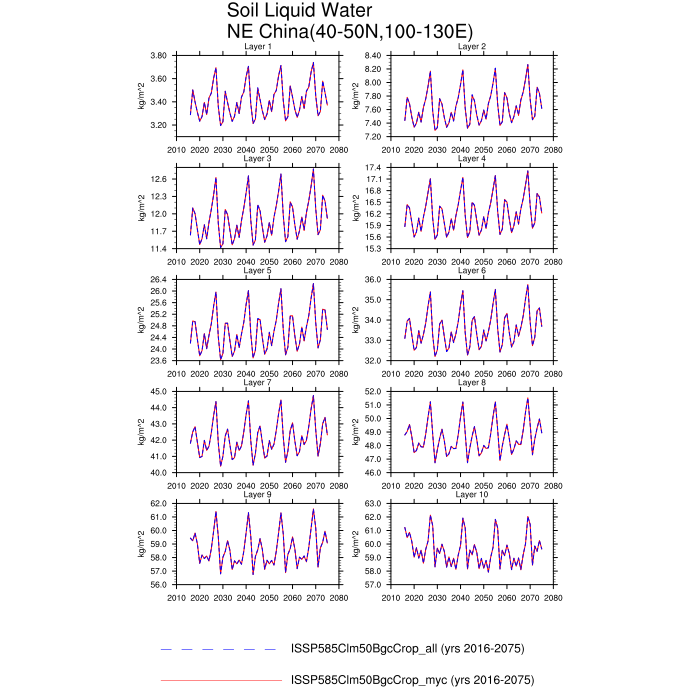 Soil Liquid Water
NE China(40-50N,100-130E)
Layer 1
Layer 2
3.80
3.60
3.40
3.20
kg/m^2
2010 2020 2030 2040 2050 2060 2070 2080
8.40
8.20
8.00
7.80
7.60
7.40
7.20
kg/m^2
2010 2020 2030 2040 2050 2060 2070 2080
Layer 3
Layer 4
12.6
12.3
12.0
11.7
11.4
kg/m^2
2010 2020 2030 2040 2050 2060 2070 2080
17.4
17.1
16.8
16.5
16.2
15.9
15.6
15.3
kg/m^2
2010 2020 2030 2040 2050 2060 2070 2080
Layer 5
Layer 6
26.4
26.0
25.6
25.2
24.8
24.4
24.0
23.6
kg/m^2
2010 2020 2030 2040 2050 2060 2070 2080
36.0
35.0
34.0
33.0
32.0
kg/m^2
2010 2020 2030 2040 2050 2060 2070 2080
Layer 7
Layer 8
45.0
44.0
43.0
42.0
41.0
40.0
kg/m^2
2010 2020 2030 2040 2050 2060 2070 2080
52.0
51.0
50.0
49.0
48.0
47.0
46.0
kg/m^2
2010 2020 2030 2040 2050 2060 2070 2080
Layer 9
Layer 10
62.0
61.0
60.0
59.0
58.0
57.0
56.0
kg/m^2
2010 2020 2030 2040 2050 2060 2070 2080
63.0
62.0
61.0
60.0
59.0
58.0
57.0
kg/m^2
2010 2020 2030 2040 2050 2060 2070 2080
ISSP585Clm50BgcCrop_all (yrs 2016-2075)
ISSP585Clm50BgcCrop_myc (yrs 2016-2075)